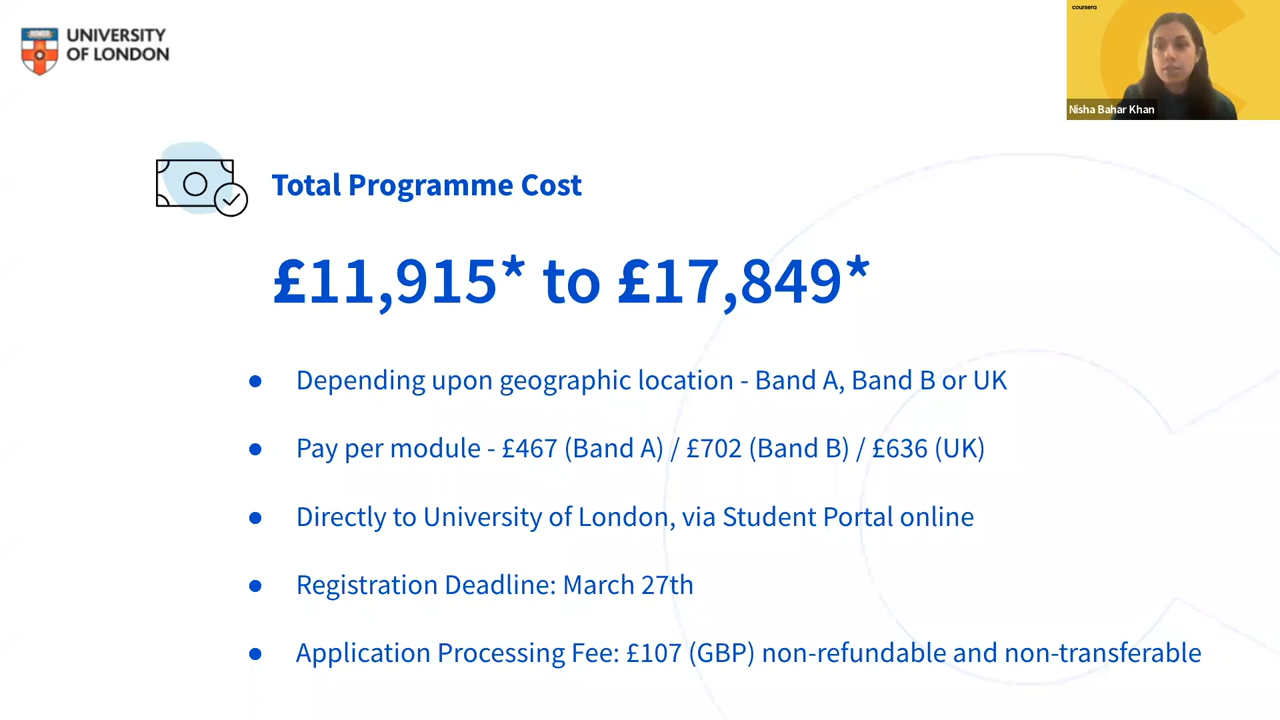 UNIVERSITY
OF LONDON
coursera
Nisha Bahar Khan
Total Programme Cost
£11,915* to £17,849*
● Depending upon geographic location - Band A, Band B or UK
● Pay per module - £467 (Band A) / £702 (Band B) / £636 (UK)
● Directly to University of London, via Student Portal online
● Registration Deadline: March 27th
● Application Processing Fee: £107 (GBP) non-refundable and non-transferable